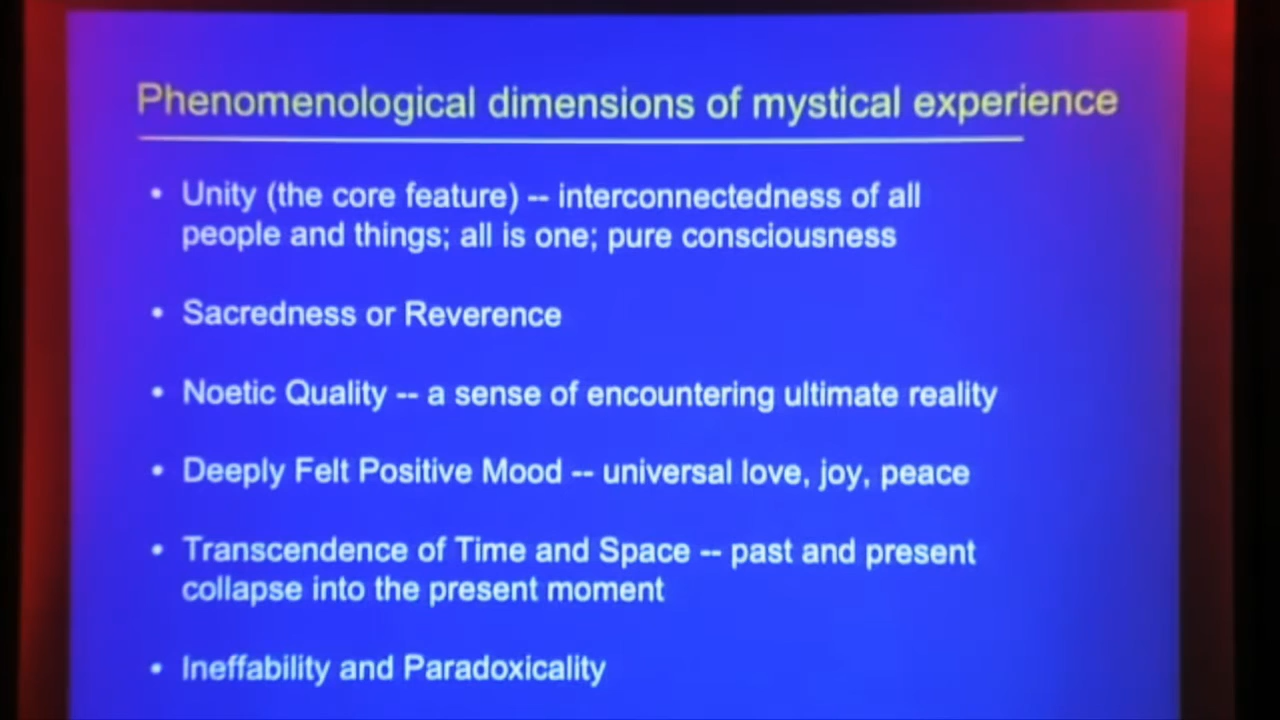 Phenomenological dimensions of mystical experience
• Unity (the core feature) -- interconnectedness of all
people and things; all is one; pure consciousness
• Sacredness or Reverence
• Noetic Quality -- a sense of encountering ultimate reality
• Deeply Felt Positive Mood -- universal love, joy, peace
• Transcendence of Time and Space -- past and present
collapse into the present moment
• Ineffability and Paradoxicality